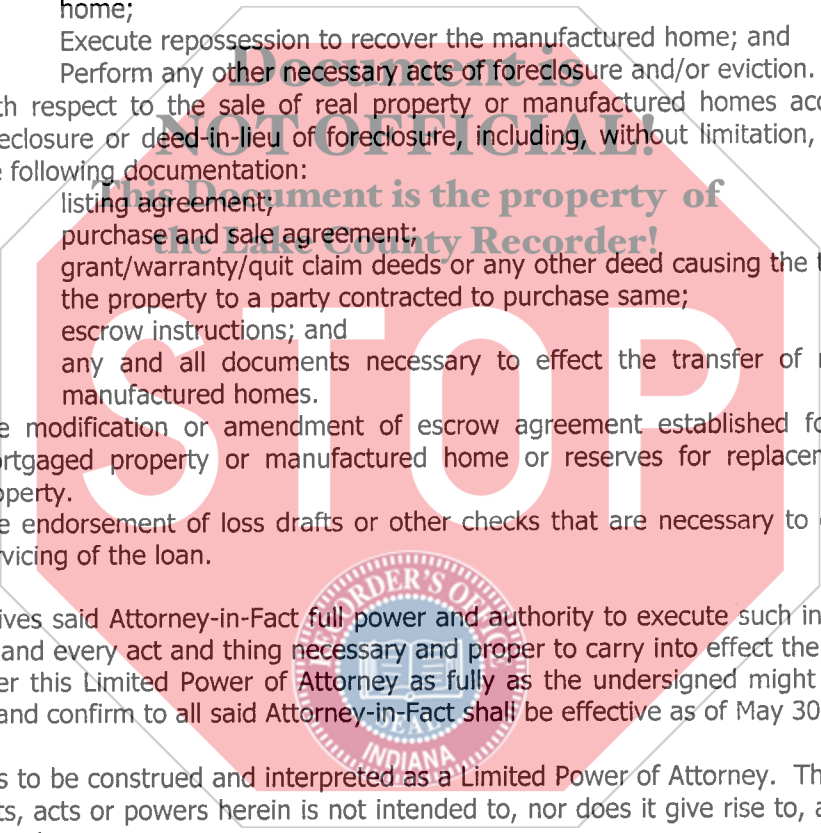 home;
Execute repossession to recover the manufactured home; and
Perform any other necessary acts of foreclosure and/or eviction.
th respect to the sale of real property or manufactured homes acc
eclosure or deed-in-lieu of foreclosure, including, without limitation,
e following documentation:
listing agreement;
purchase and sale agreement;
grant/warranty/quit claim deeds or any other deed causing the t
the property to a party contracted to purchase same;
escrow instructions; and
any and all documents necessary to effect the transfer of
manufactured homes.
e modification or amendment of escrow agreement established fo
ortgaged property or manufactured home or reserves for replacen
operty.
e endorsement of loss drafts or other checks that are necessary to
rvicing of the loan.
ives said Attorney-in-Fact full power and authority to execute such in
and every act and thing necessary and proper to carry into effect the
er this Limited Power of Attorney as fully as the undersigned might
and confirm to all said Attorney-in-Fact shall be effective as of May 30
s to be construed and interpreted as a Limited Power of Attorney. Th
ts, acts or powers herein is not intended to, nor does it give rise to, a
Document is
NOT OFFICIAL!
This Document is the property of
the Lake County Recorder!
STOP
RECORDER'S OFFICE
SEAL
INDIANA